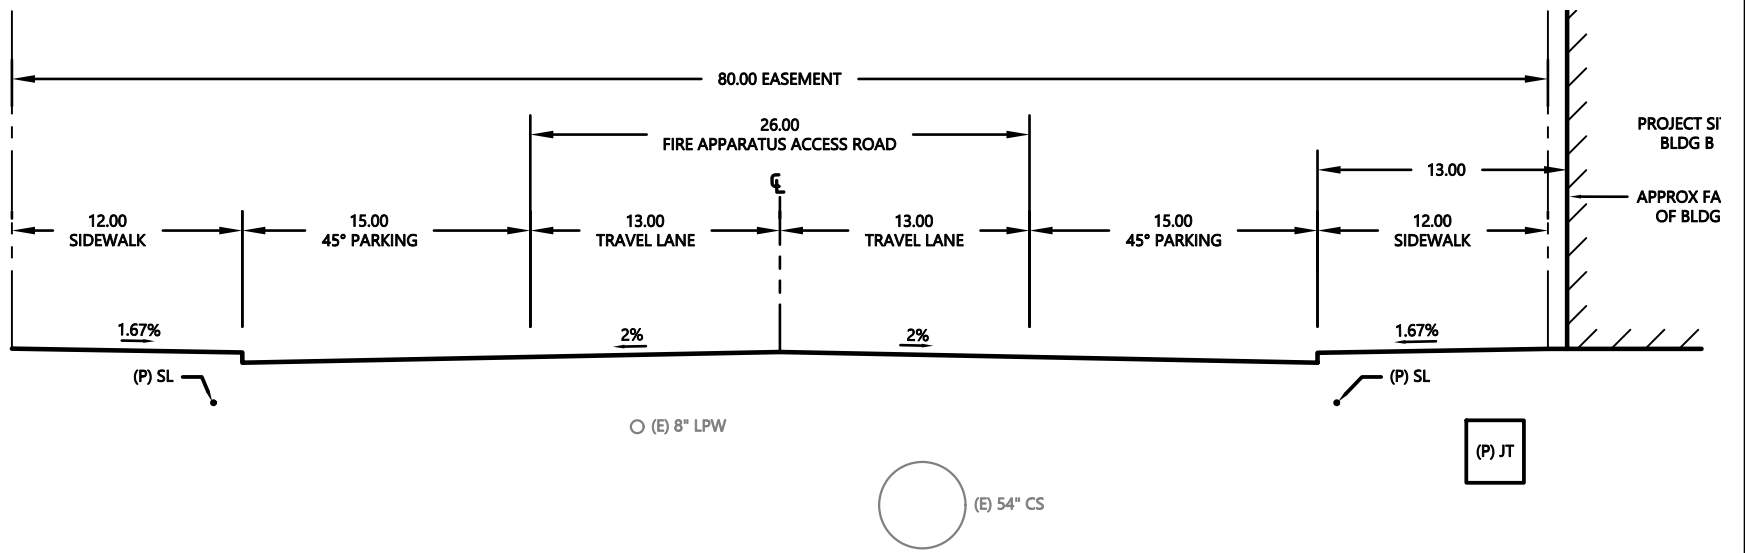 80.00 EASEMENT
26.00
FIRE APPARATUS ACCESS ROAD
PROJECT
BLDG B
℄
13.00
APPROX
OF BLDG
12.00
SIDEWALK
15.00
45° PARKING
13.00
TRAVEL LANE
13.00
TRAVEL LANE
15.00
45° PARKING
12.00
SIDEWALK
1.67%
2%
2%
1.67%
(P) SL
(P) SL
(E) 8" LPW
(P) JT
(E) 54" CS